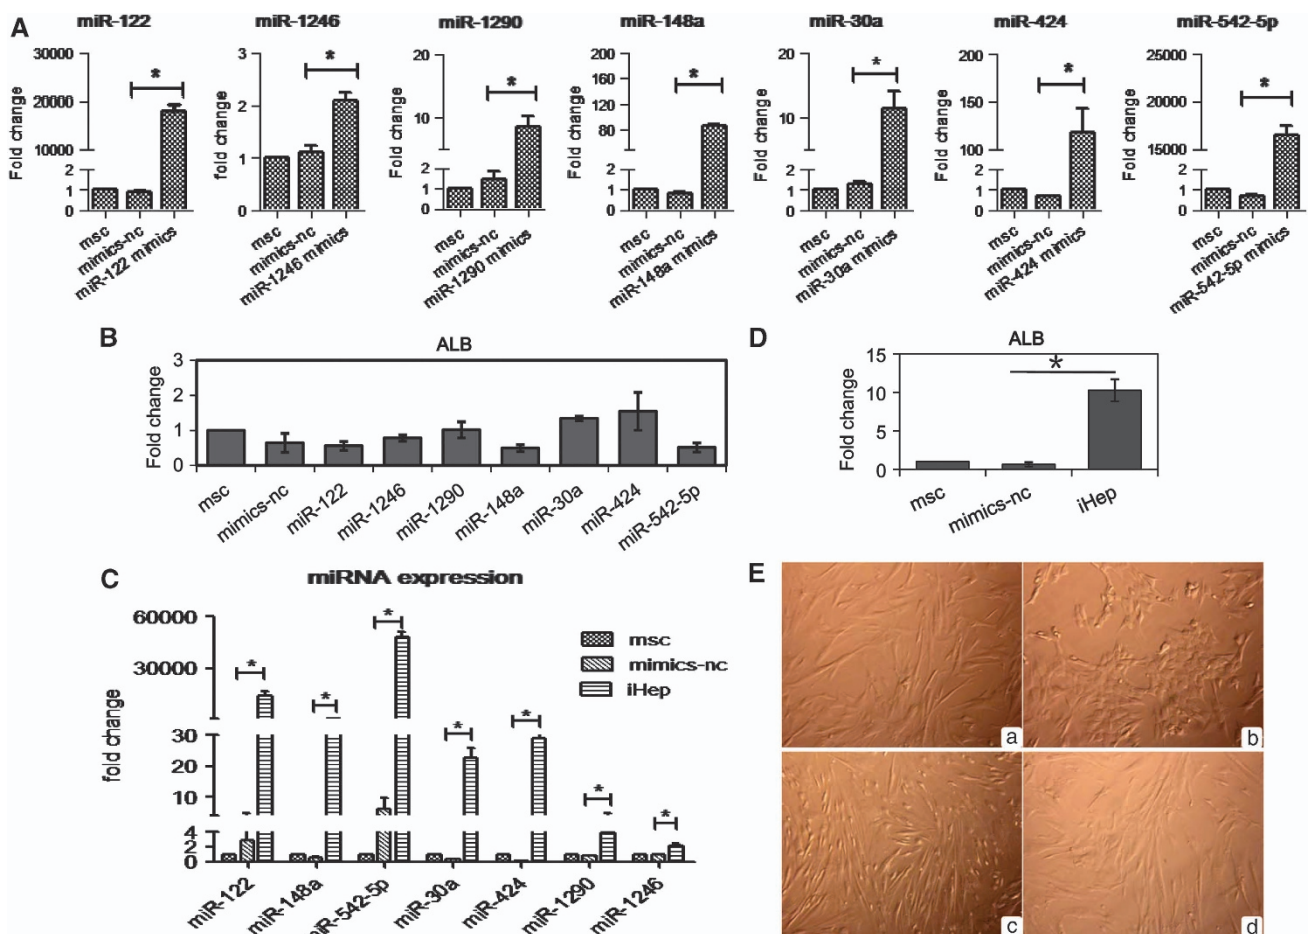 A
miR-122
miR-1246
miR-1290
miR-148a
miR-30a
miR-424
miR-542-5p
Fold change
30000
20000
10000
2
1
0
msc
mimics-nc
miR-122 mimics
*
fold change
3
2
1
0
msc
mimics-nc
miR-1246 mimics
*
Fold change
20
10
2
1
0
msc
mimics-nc
miR-1290 mimics
*
Fold change
200
160
120
80
2
1
0
msc
mimics-nc
miR-148a mimics
*
Fold change
20
10
2
1
0
msc
mimics-nc
miR-30a mimics
*
Fold change
200
150
100
2
1
0
msc
mimics-nc
miR-424 mimics
*
Fold change
25000
20000
15000
2
1
0
msc
mimics-nc
miR-542-5p mimics
*
B
ALB
Fold change
3
2
1
0
msc
mimics-nc
miR-122
miR-1246
miR-1290
miR-148a
miR-30a
miR-424
miR-542-5p
D
ALB
Fold change
15
10
5
0
*
msc
mimics-nc
iHep
C
miRNA expression
fold change
60000
30000
30
20
10
4
2
0
* * * * * * *
msc
mimics-nc
iHep
miR-122
miR-148a
miR-542-5p
miR-30a
miR-424
miR-1290
miR-1246
E
a
b
c
d